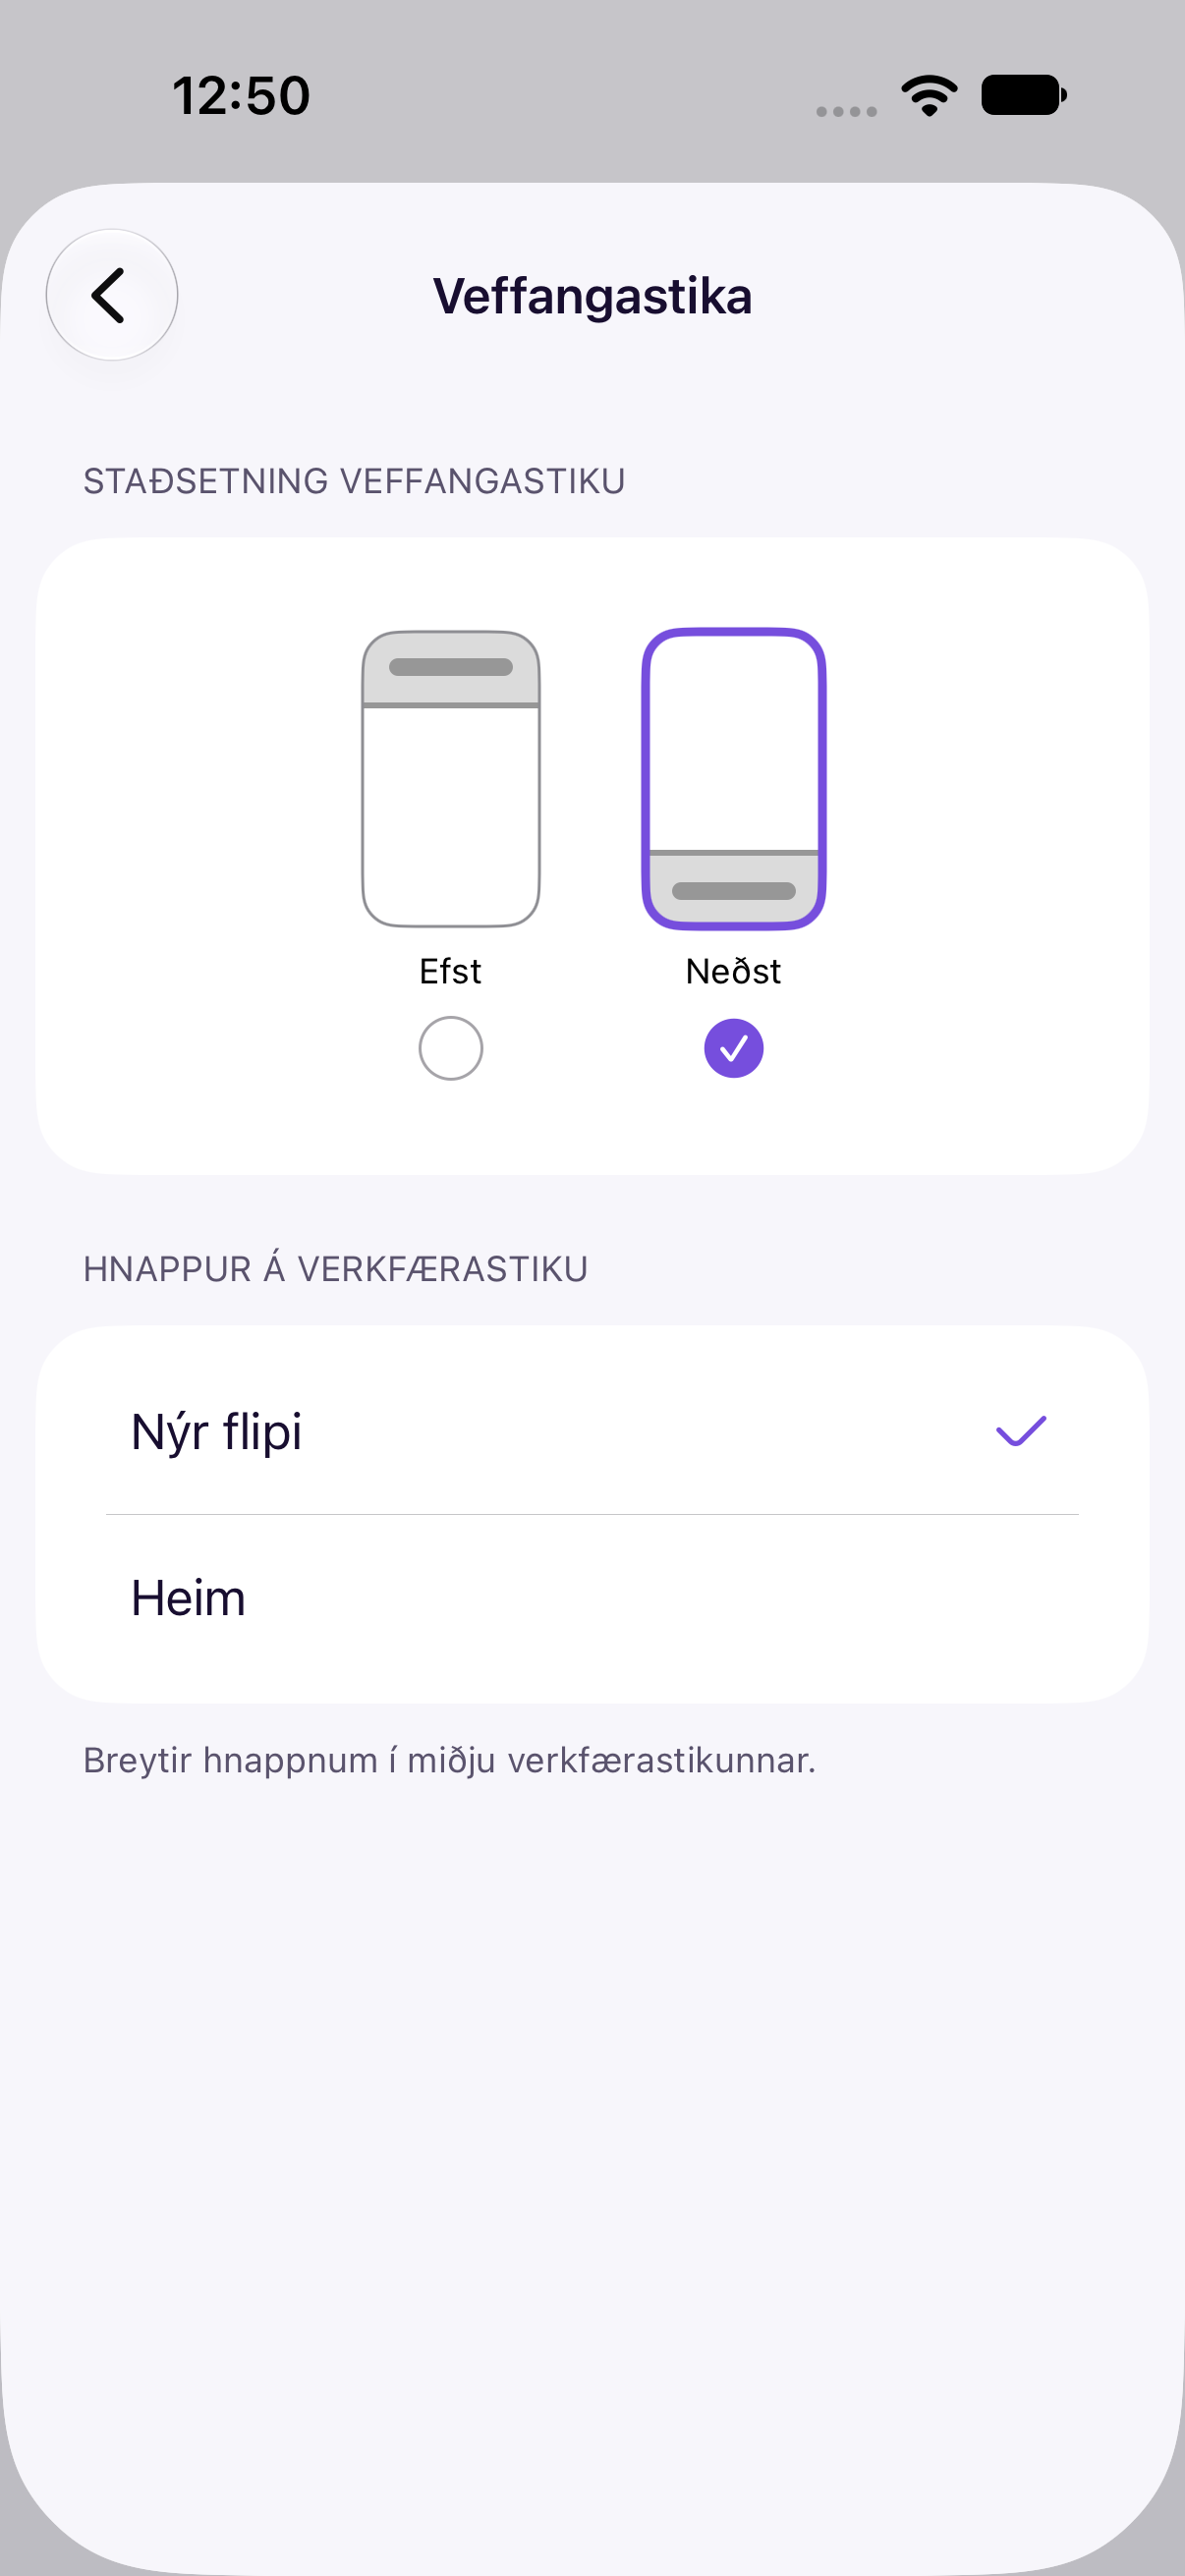 12:50
Veffangastika
STAÐSETNING VEFFANGASTIKU
Efst
Neðst
HNAPPUR Á VERKFÆRASTIKU
Nýr flipi
Heim
Breytir hnappnum í miðju verkfærastikunnar.